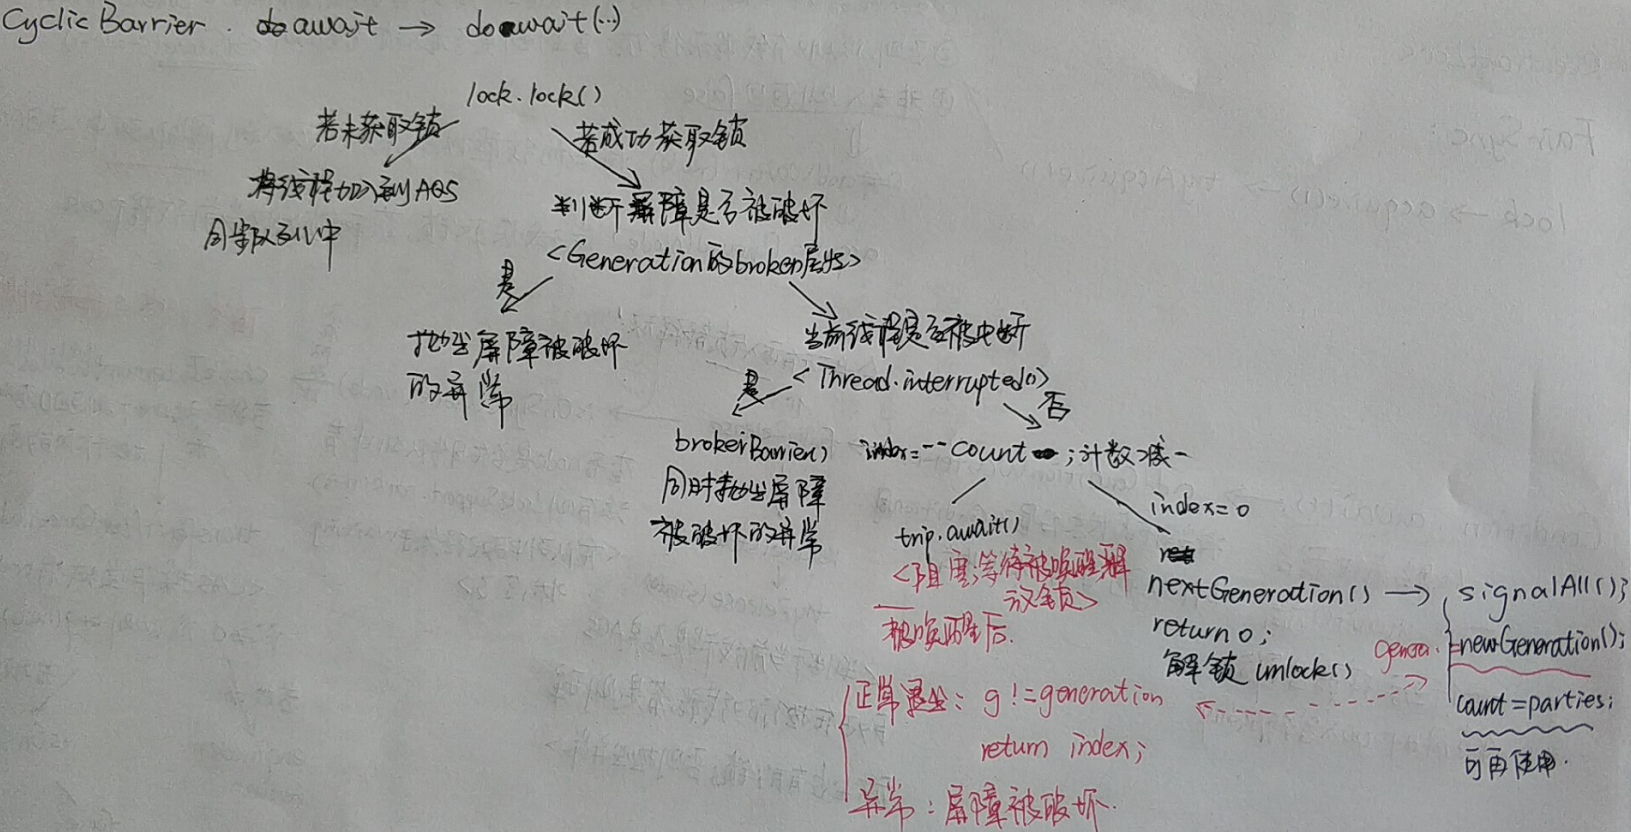 Cyclic Barrier . await → dowait(..)
lock.lock()
若未获取锁
若成功获取锁
将线程加入到AQS
同步队列中
判断屏障是否被破坏
<Generation的broken属性>
是
抛出屏障被破坏
的异常
当前线程是否被中断
<Thread.interrupted()>
是
否
brokeiBarrier()
同时抛出屏障
被破坏的异常
index=--count ;计数减一
index=0
trip.await()
<阻塞等待被唤醒,释
放锁>
被唤醒后.
nextGeneration() → signalAll();
return 0;
解锁 unlock()
genera. =newGeneration();
count=parties;
可再使用.
正常退出: g!=generation
return index;
异常:屏障被破坏.